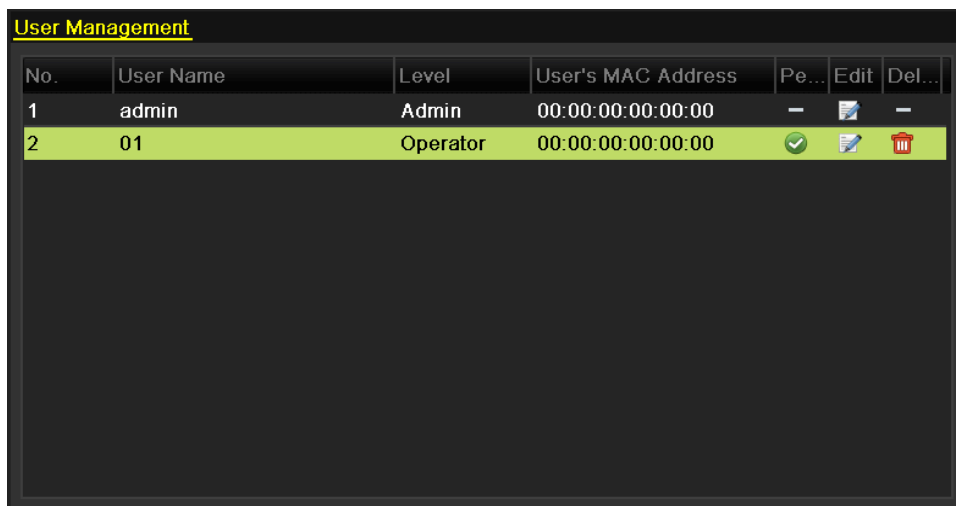 User Management
No. User Name Level User's MAC Address Pe... Edit Del...
1 admin Admin 00:00:00:00:00:00 –
2 01 Operator 00:00:00:00:00:00